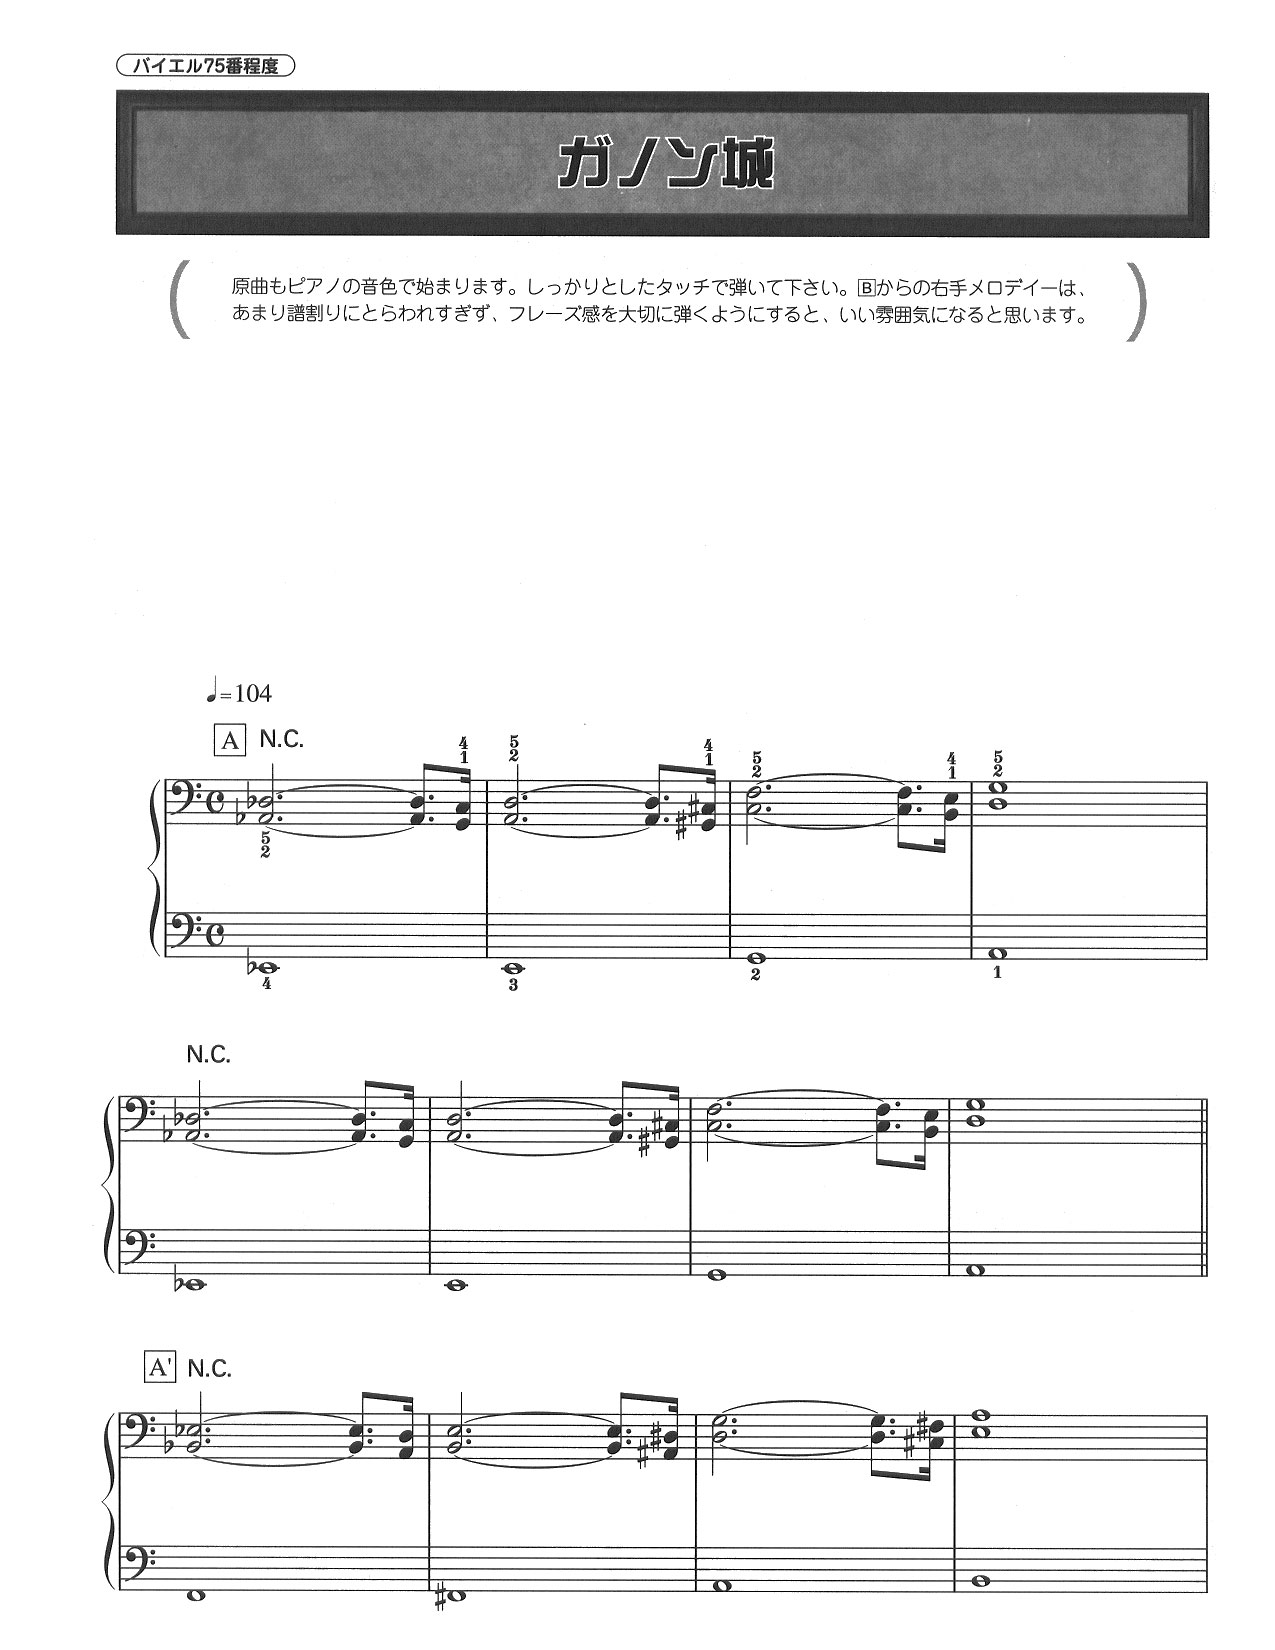 バイエル75番程度
ガノン城
原曲もピアノの音色で始まります。しっかりとしたタッチで弾いて下さい。Bからの右手メロデイーは、
あまり譜割りにとらわれすぎず、フレーズ感を大切に弾くようにすると、いい雰囲気になると思います。
♩=104
A N.C.
4 5 4 5 4 5
1 2 1 2 1 2
5
2
4 3 2 1
N.C.
A' N.C.